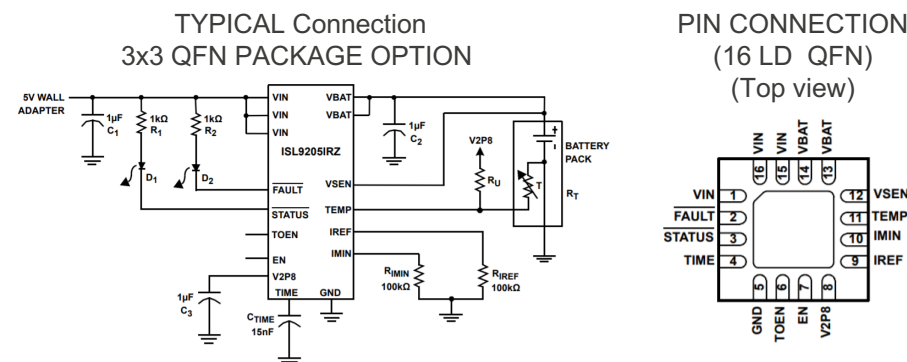 TYPICAL Connection
3x3 QFN PACKAGE OPTION
5V WALL
ADAPTER
1µF
C1
1kΩ
R1
1kΩ
R2
D1
D2
VIN
VIN
VIN
VBAT
VBAT
ISL9205IRZ
FAULT
STATUS
TOEN
EN
V2P8
TIME
GND
VSEN
TEMP
IREF
IMIN
1µF
C2
V2P8
RU
T
RT
+
-
BATTERY
PACK
RIMIN
100kΩ
RIREF
100kΩ
1µF
C3
CTIME
15nF
PIN CONNECTION
(16 LD QFN)
(Top view)
VIN
VIN
VBAT
VBAT
16
15
14
13
VIN 1
FAULT 2
STATUS 3
TIME 4
12 VSEN
11 TEMP
10 IMIN
9 IREF
5
6
7
8
GND
TOEN
EN
V2P8